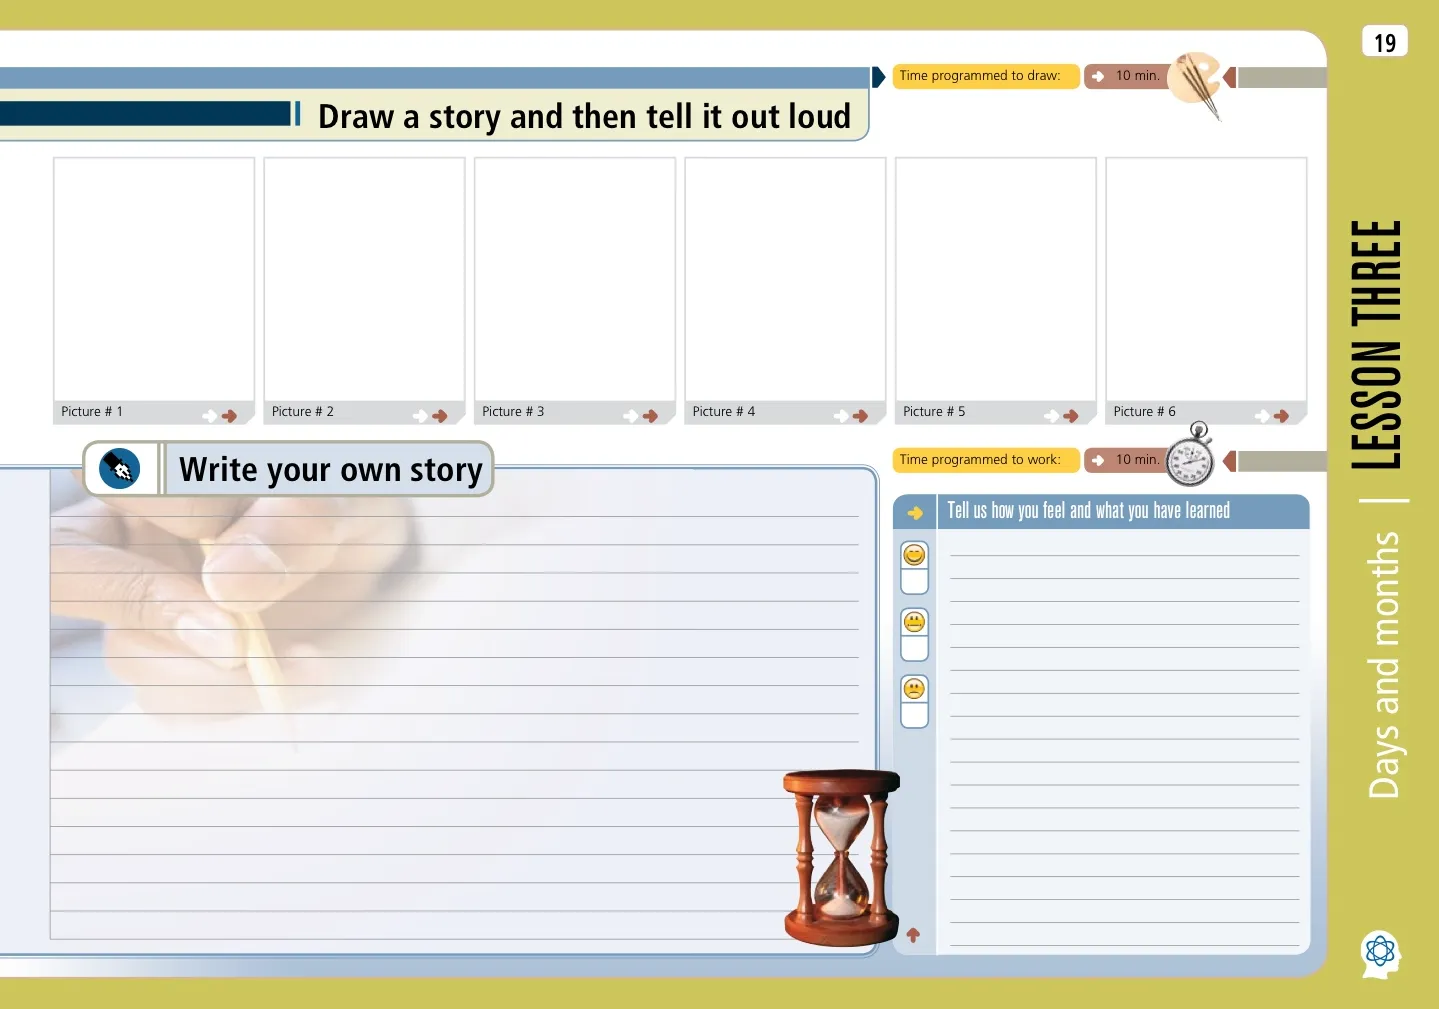 19
Time programmed to draw:
10 min.
Draw a story and then tell it out loud
Picture # 1
Picture # 2
Picture # 3
Picture # 4
Picture # 5
Picture # 6
Write your own story
Time programmed to work:
10 min.
Tell us how you feel and what you have learned
LESSON THREE
Days and months